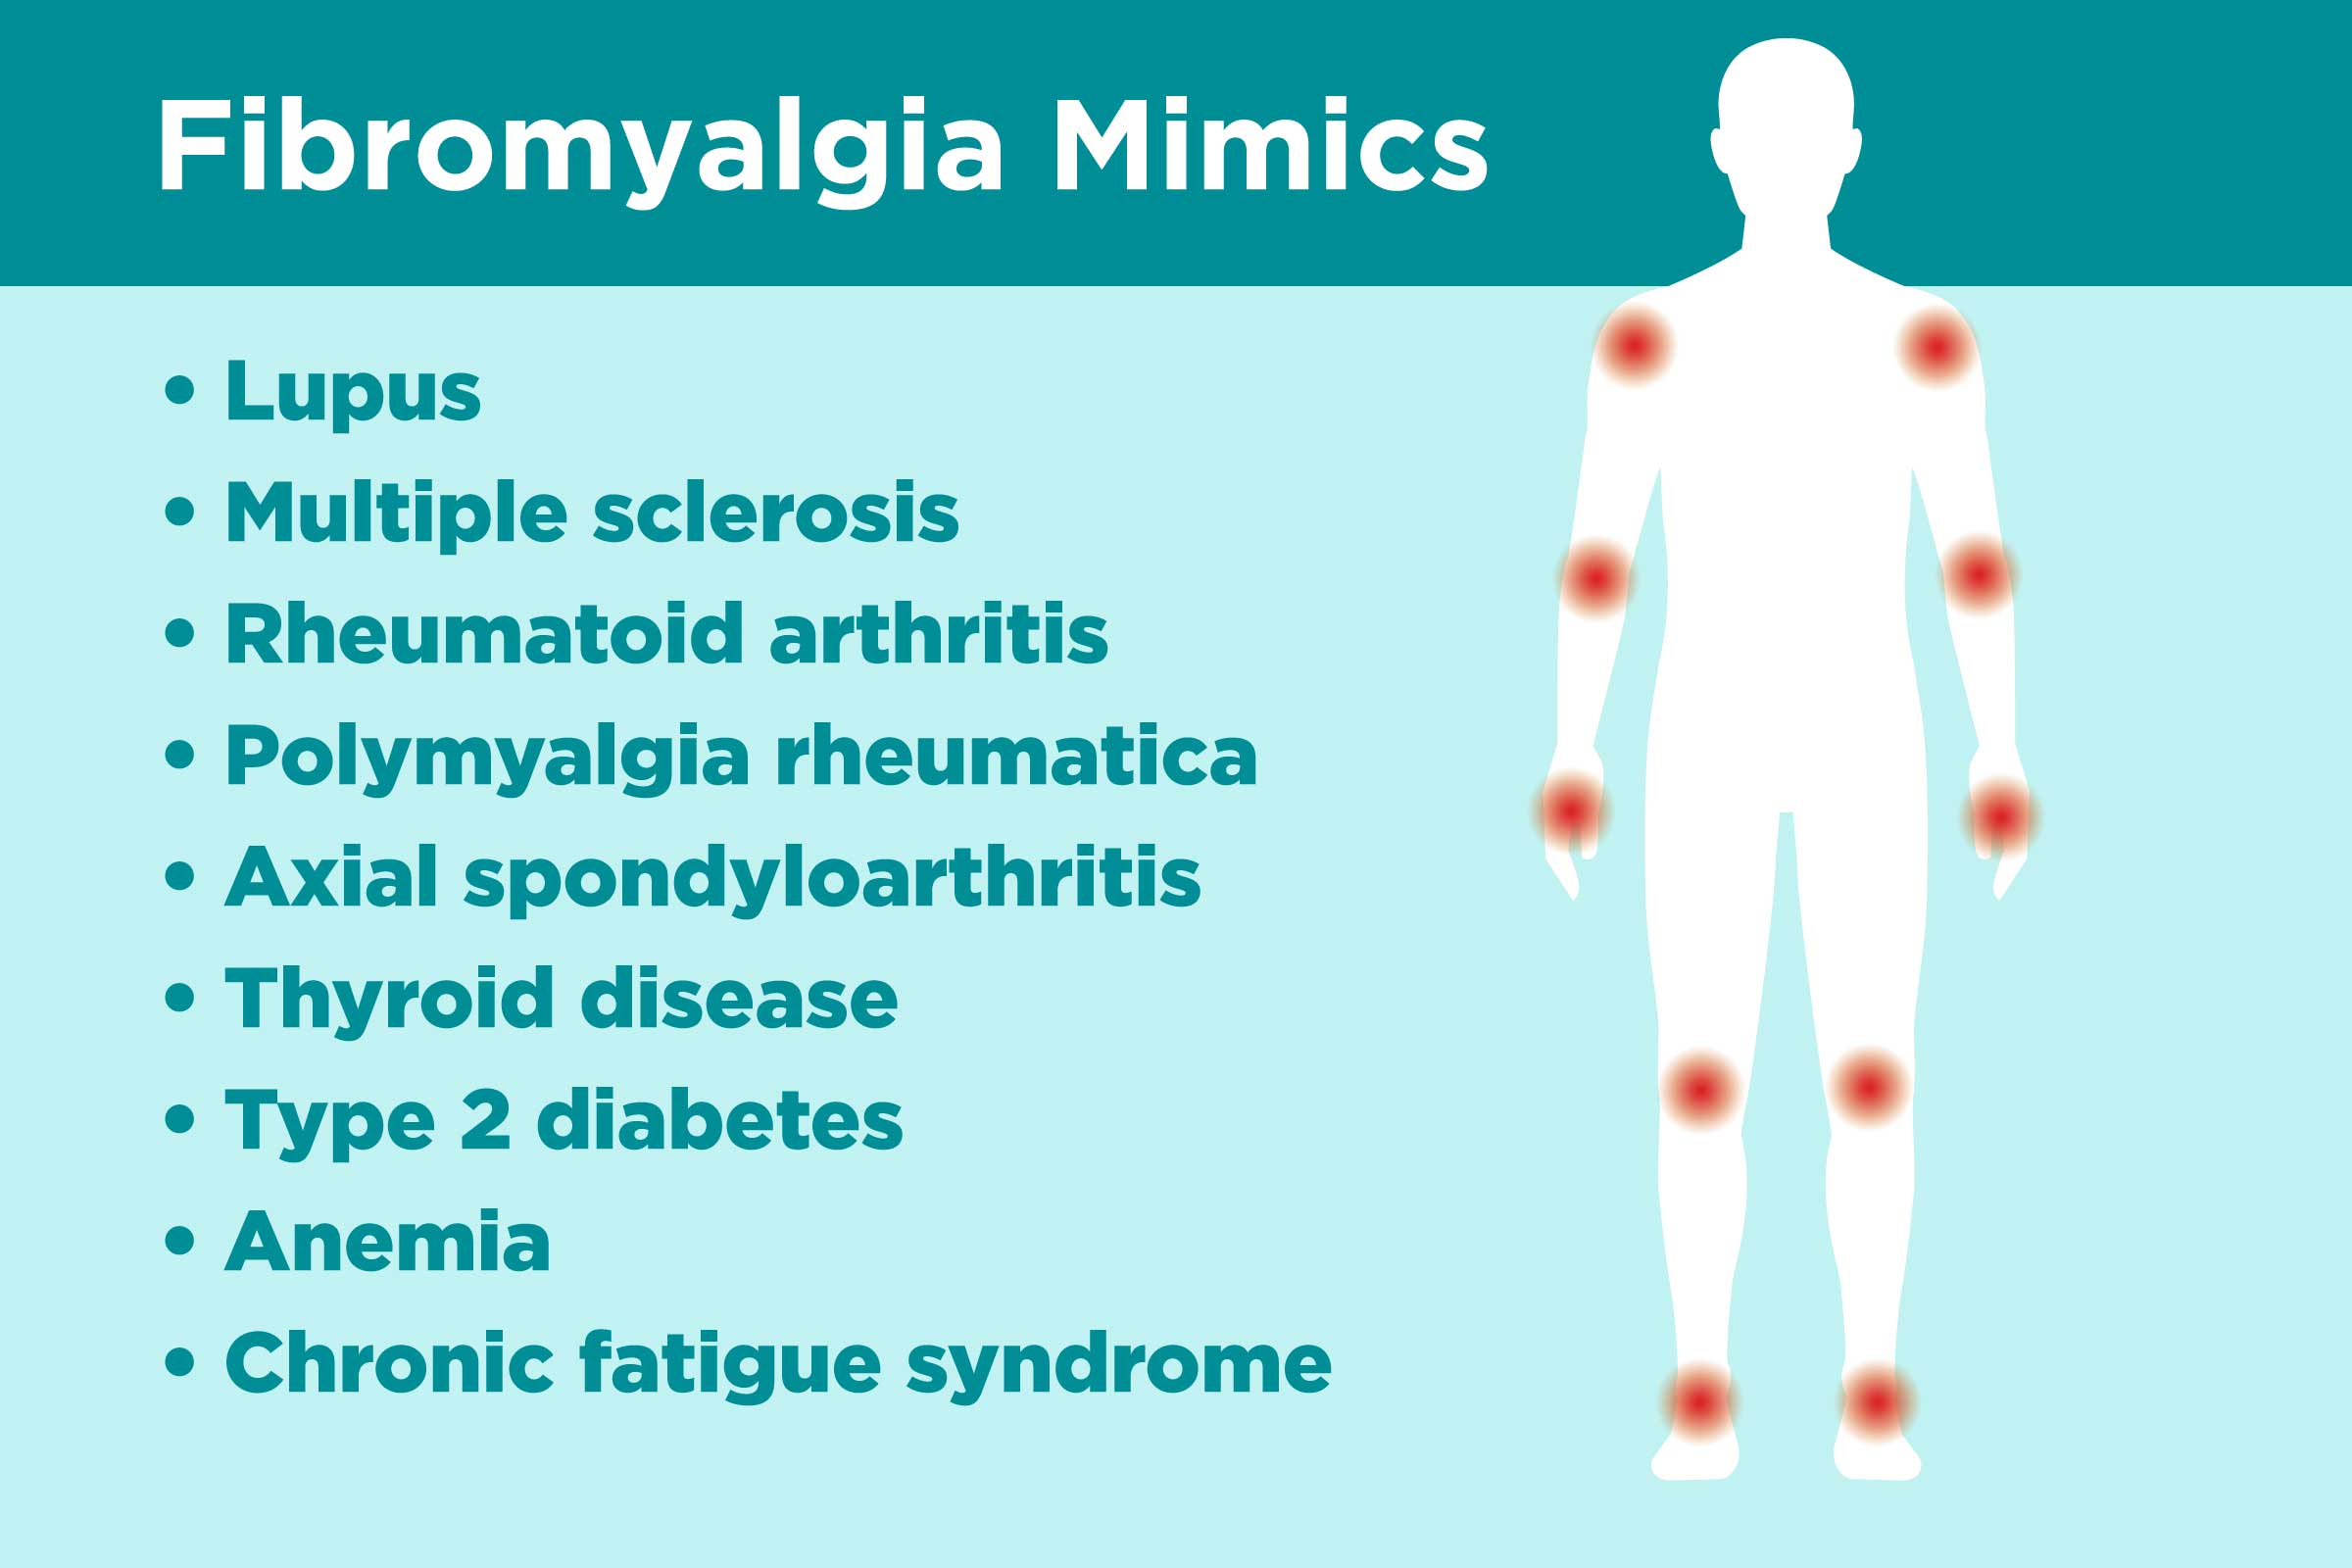 Fibromyalgia Mimics
• Lupus
• Multiple sclerosis
• Rheumatoid arthritis
• Polymyalgia rheumatica
• Axial spondyloarthritis
• Thyroid disease
• Type 2 diabetes
• Anemia
• Chronic fatigue syndrome